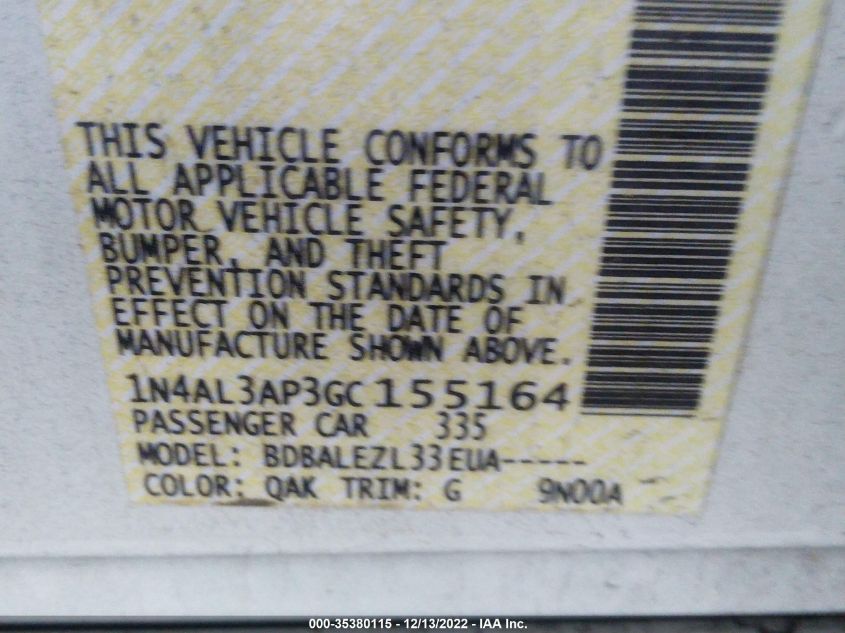 THIS VEHICLE CONFORMS TO
ALL APPLICABLE FEDERAL
MOTOR VEHICLE SAFETY,
BUMPER, AND THEFT
PREVENTION STANDARDS IN
EFFECT ON THE DATE OF
MANUFACTURE SHOWN ABOVE.
1N4AL3AP3GC155164
PASSENGER CAR 335
MODEL: BDBALEZL33EUA-----
COLOR: QAK TRIM: G 9N00A
000-35380115 - 12/13/2022 - IAA Inc.